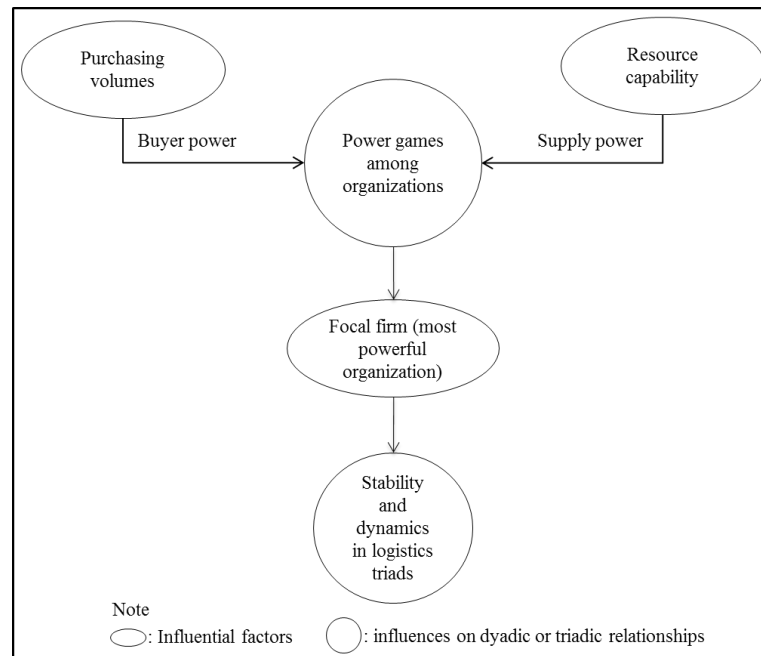 Purchasing
volumes
Resource
capability
Buyer power
Supply power
Power games
among
organizations
Focal firm (most
powerful
organization)
Stability
and
dynamics
in logistics
triads
Note
: Influential factors
: influences on dyadic or triadic relationships